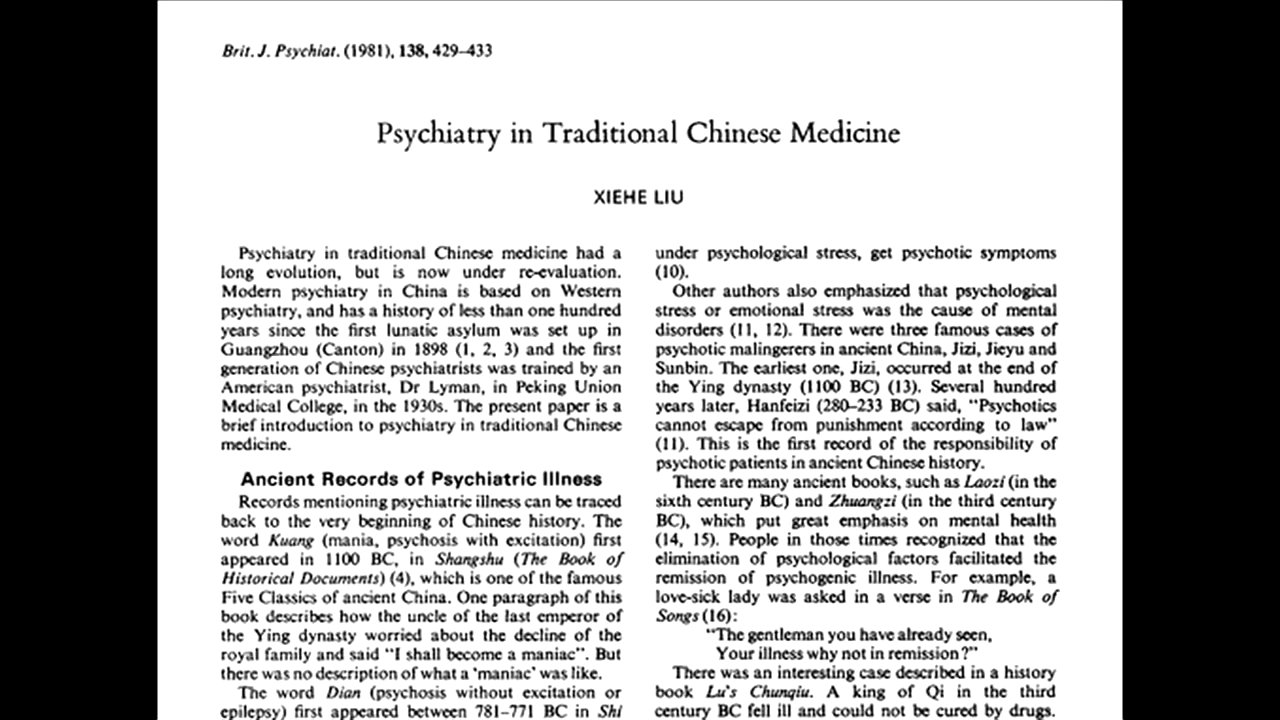 Brit. J. Psychiat. (1981), 138, 429–433
Psychiatry in Traditional Chinese Medicine
XIEHE LIU
Psychiatry in traditional Chinese medicine had a
long evolution, but is now under re-evaluation.
Modern psychiatry in China is based on Western
psychiatry, and has a history of less than one hundred
years since the first lunatic asylum was set up in
Guangzhou (Canton) in 1898 (1, 2, 3) and the first
generation of Chinese psychiatrists was trained by an
American psychiatrist, Dr Lyman, in Peking Union
Medical College, in the 1930s. The present paper is a
brief introduction to psychiatry in traditional Chinese
medicine.
Ancient Records of Psychiatric Illness
Records mentioning psychiatric illness can be traced
back to the very beginning of Chinese history. The
word Kuang (mania, psychosis with excitation) first
appeared in 1100 BC, in Shangshu (The Book of
Historical Documents) (4), which is one of the famous
Five Classics of ancient China. One paragraph of this
book describes how the uncle of the last emperor of
the Ying dynasty worried about the decline of the
royal family and said "I shall become a maniac". But
there was no description of what a 'maniac' was like.
The word Dian (psychosis without excitation or
epilepsy) first appeared between 781–771 BC in Shi
under psychological stress, get psychotic symptoms
(10).
Other authors also emphasized that psychological
stress or emotional stress was the cause of mental
disorders (11, 12). There were three famous cases of
psychotic malingerers in ancient China, Jizi, Jieyu and
Sunbin. The earliest one, Jizi, occurred at the end of
the Ying dynasty (1100 BC) (13). Several hundred
years later, Hanfeizi (280–233 BC) said, "Psychotics
cannot escape from punishment according to law"
(11). This is the first record of the responsibility of
psychotic patients in ancient Chinese history.
There are many ancient books, such as Laozi (in the
sixth century BC) and Zhuangzi (in the third century
BC), which put great emphasis on mental health
(14, 15). People in those times recognized that the
elimination of psychological factors facilitated the
remission of psychogenic illness. For example, a
love-sick lady was asked in a verse in The Book of
Songs (16):
"The gentleman you have already seen,
Your illness why not in remission?"
There was an interesting case described in a history
book Lu's Chunqiu. A king of Qi in the third
century BC fell ill and could not be cured by drugs.